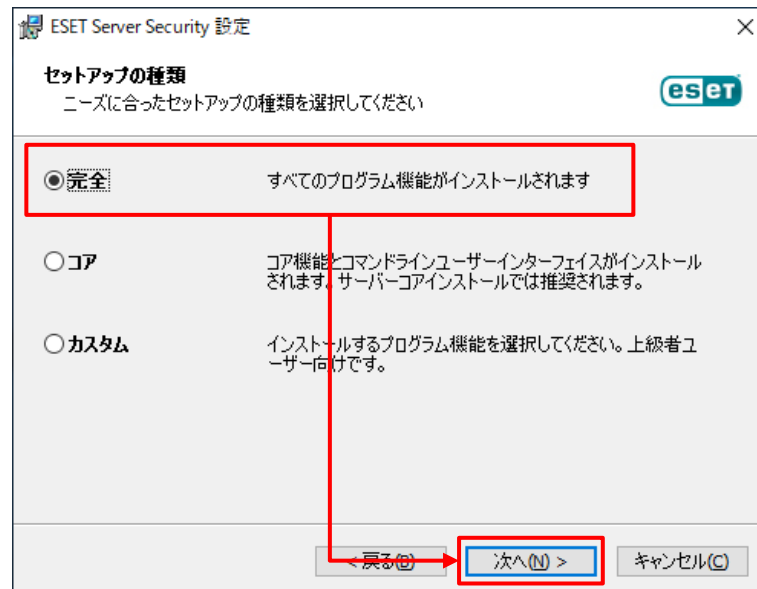 ESET Server Security 設定
セットアップの種類
ニーズに合ったセットアップの種類を選択してください
eseT
完全
すべてのプログラム機能がインストールされます
コア
コア機能とコマンドラインユーザーインターフェイスがインストール
されます。サーバーコアインストールでは推奨されます。
カスタム
インストールするプログラム機能を選択してください。上級者ユ
ーザー向けです。
< 戻る(B)
次へ(N) >
キャンセル(C)